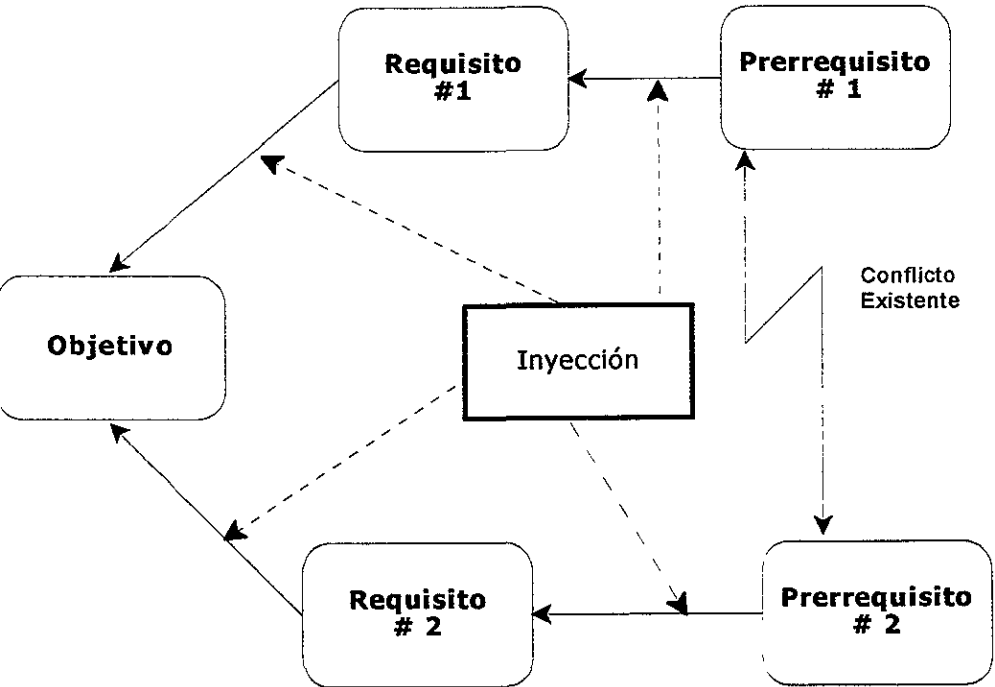 Requisito
#1
Prerrequisito
# 1
Conflicto
Existente
Objetivo
Inyección
Requisito
# 2
Prerrequisito
# 2